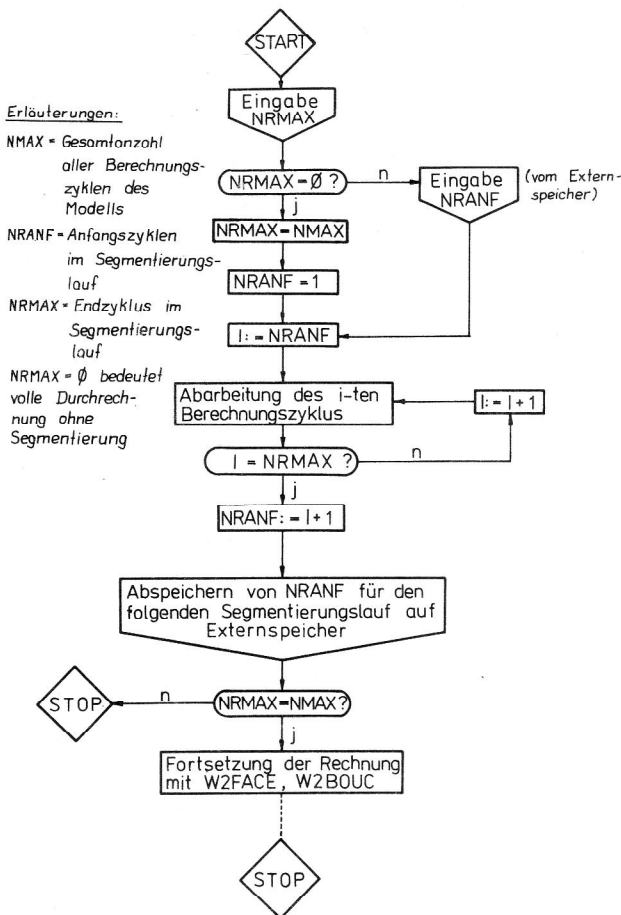 START
Eingabe
NRMAX
Erläuterungen:
NMAX = Gesamtanzahl
aller Berechnungs-
zyklen des
Modells
NRANF = Anfangszyklen
im Segmentierungs-
lauf
NRMAX = Endzyklus im
Segmentierungs-
lauf
NRMAX = Ø bedeutet
volle Durchrech-
nung ohne
Segmentierung
NRMAX=Ø ?
n
j
Eingabe
NRANF
(vom Extern-
speicher)
NRMAX=NMAX
NRANF = 1
I: = NRANF
Abarbeitung des i-ten
Berechnungszyklus
I: = I + 1
I = NRMAX ?
n
j
NRANF: = I + 1
Abspeichern von NRANF für den
folgenden Segmentierungslauf auf
Externspeicher
NRMAX=NMAX?
n
STOP
j
Fortsetzung der Rechnung
mit W2FACE, W2BOUC
STOP